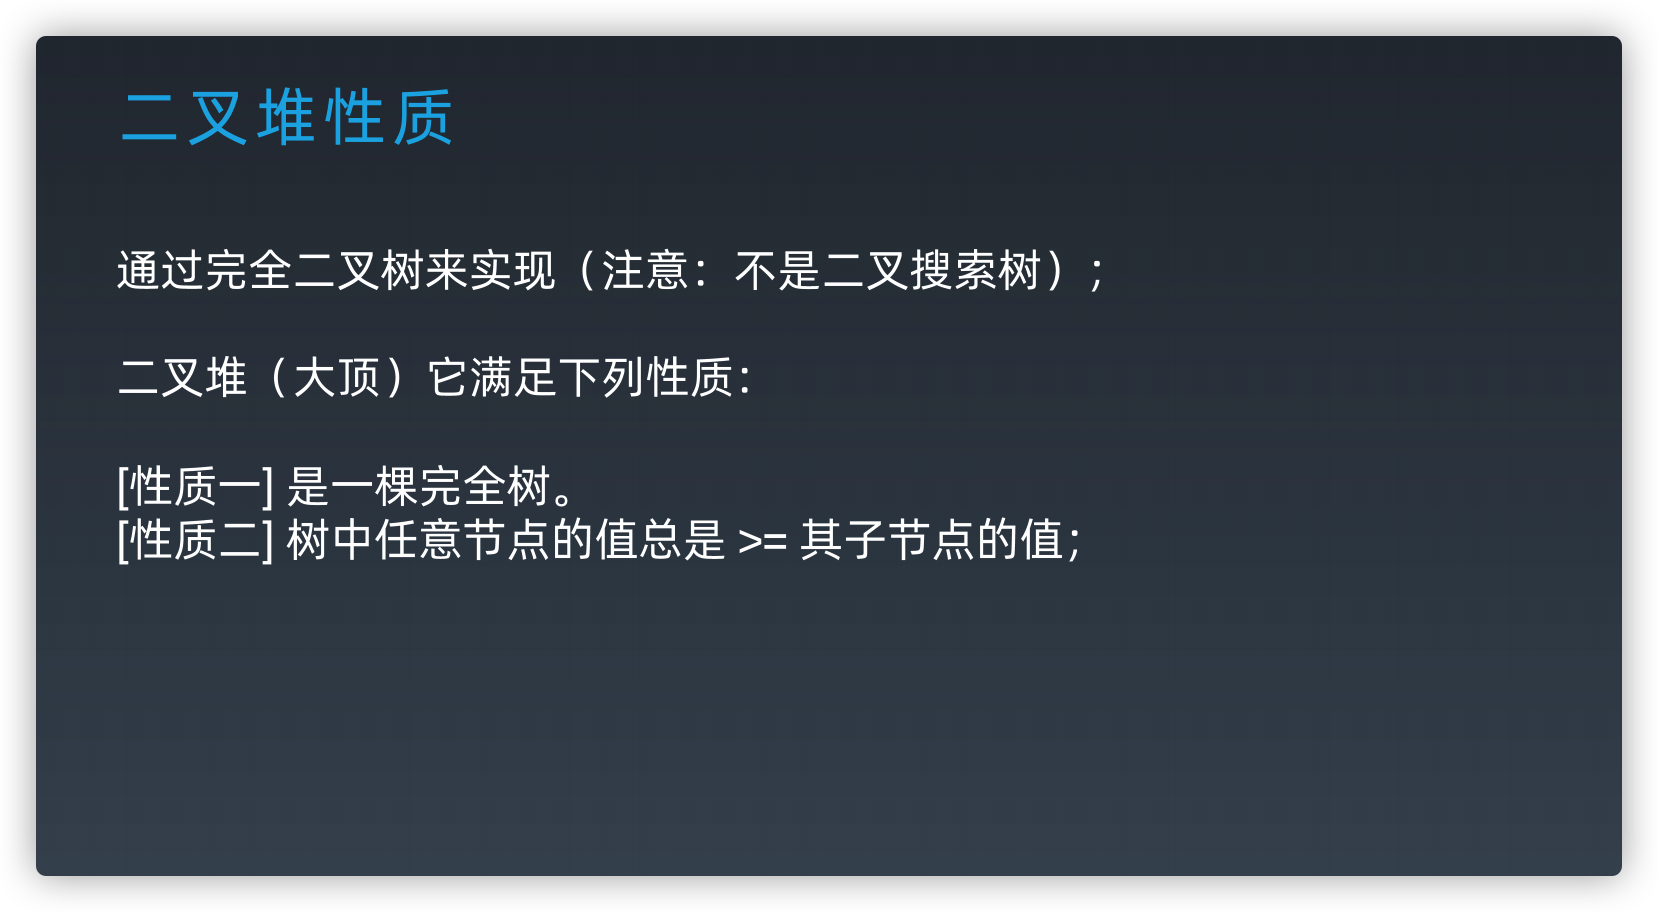 二叉堆性质
通过完全二叉树来实现（注意：不是二叉搜索树）；
二叉堆（大顶）它满足下列性质：
[性质一] 是一棵完全树。
[性质二] 树中任意节点的值总是 >= 其子节点的值；